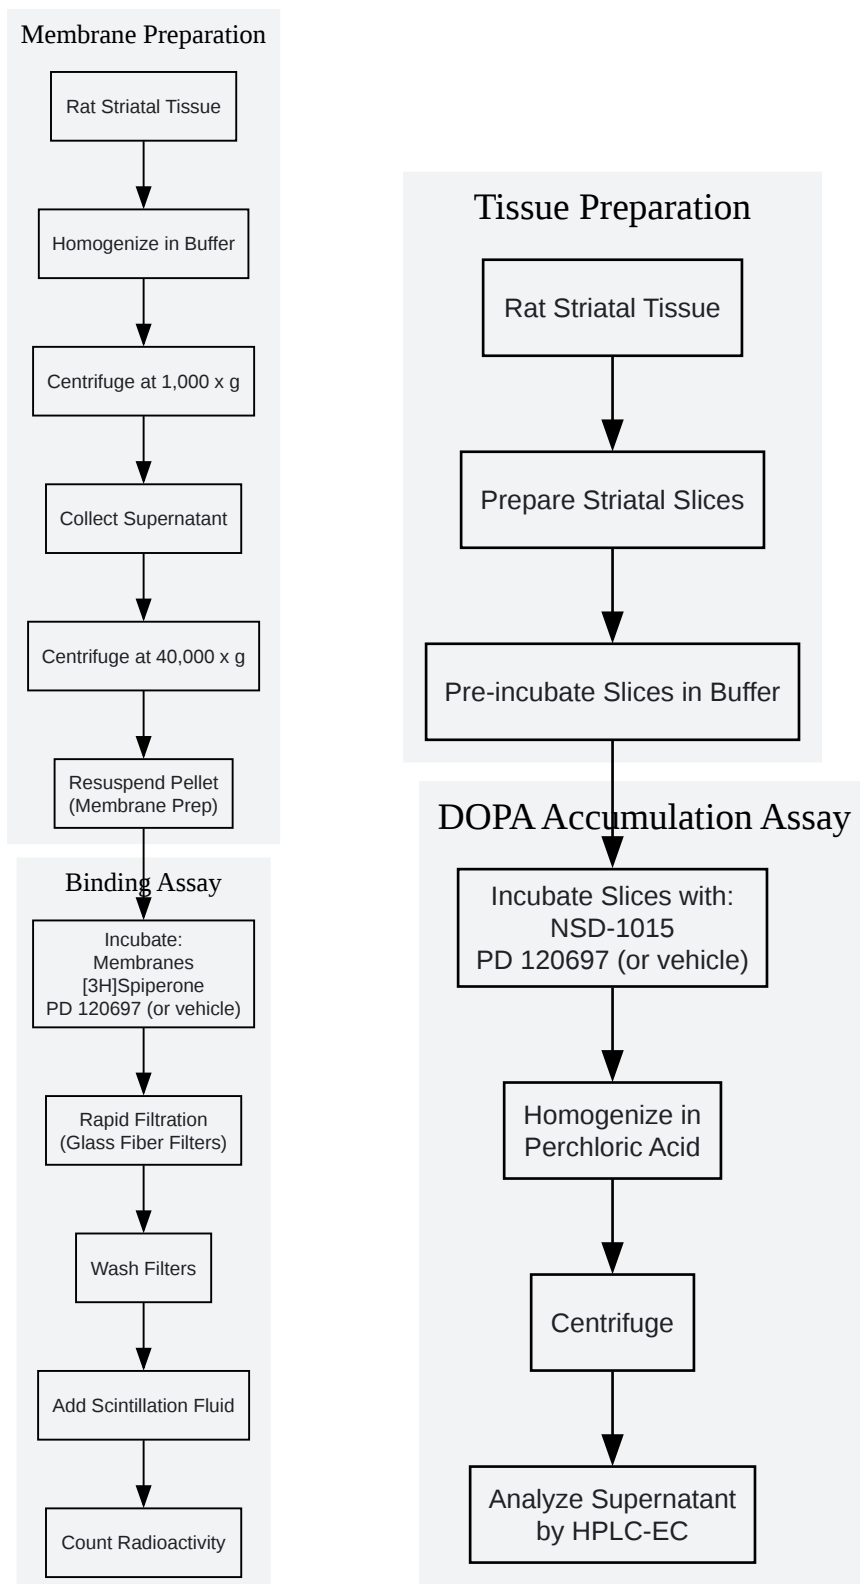 Membrane Preparation
Rat Striatal Tissue
Homogenize in Buffer
Centrifuge at 1,000 x g
Collect Supernatant
Centrifuge at 40,000 x g
Resuspend Pellet
(Membrane Prep)
Binding Assay
Incubate:
Membranes
[3H]Spiperone
PD 120697 (or vehicle)
Rapid Filtration
(Glass Fiber Filters)
Wash Filters
Add Scintillation Fluid
Count Radioactivity
Tissue Preparation
Rat Striatal Tissue
Prepare Striatal Slices
Pre-incubate Slices in Buffer
DOPA Accumulation Assay
Incubate Slices with:
NSD-1015
PD 120697 (or vehicle)
Homogenize in
Perchloric Acid
Centrifuge
Analyze Supernatant
by HPLC-EC